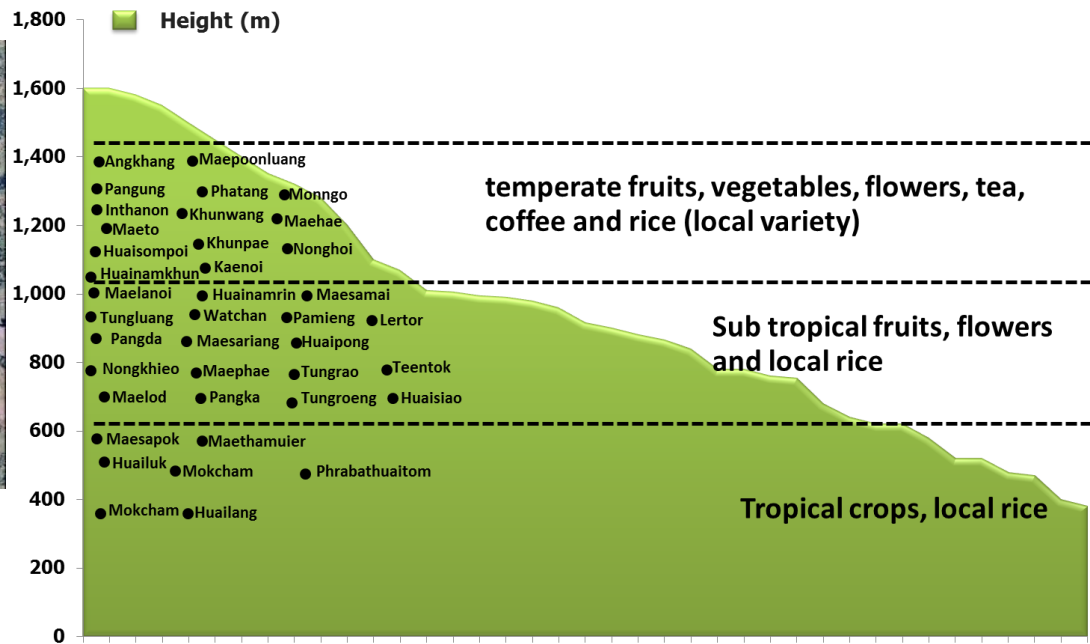 1,800
Height (m)
1,600
1,400
Angkhang Maepoonluang
Pangung Phatang Monngo
temperate fruits, vegetables, flowers, tea,
Inthanon Khunwang Maehae
coffee and rice (local variety)
1,200
Maeto
Huaisompoi Khunpae Nonghoi
Huainamkhun Kaenoi
1,000
Maelanoi Huainamrin Maesamai
Tungluang Watchan Pamieng Lertor
Sub tropical fruits, flowers
Pangda Maesariang Huaipong
and local rice
800
Nongkhieo Maephae Tungrao Teentok
Maelod Pangka Tungroeng Huaisiao
600
Maesapok Maethamuier
Huailuk Mokcham Phrabathuaitom
400
Mokcham Huailang
Tropical crops, local rice
200
0